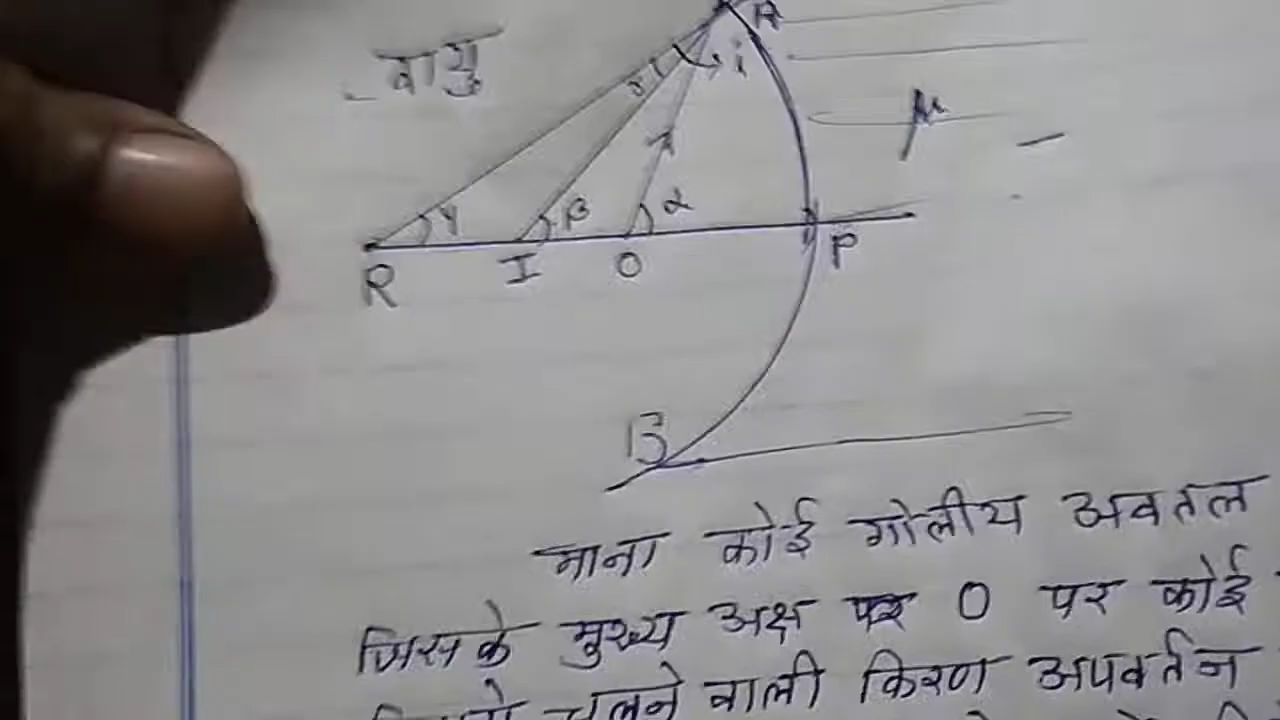 A
वायु
i
r
μ
γ β α
R I O P
B
माना कोई गोलीय अवतल
जिसके मुख्य अक्ष पर O पर कोई
चलने वाली किरण अपवर्तन